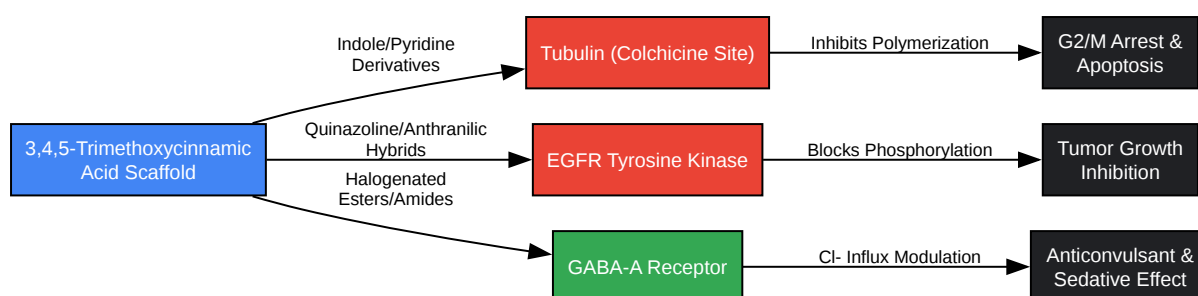 3,4,5-Trimethoxycinnamic
Acid Scaffold
Indole/Pyridine
Derivatives
Tubulin (Colchicine Site)
Inhibits Polymerization
G2/M Arrest &
Apoptosis
Quinazoline/Anthranilic
Hybrids
EGFR Tyrosine Kinase
Blocks Phosphorylation
Tumor Growth
Inhibition
Halogenated
Esters/Amides
GABA-A Receptor
Cl- Influx Modulation
Anticonvulsant &
Sedative Effect